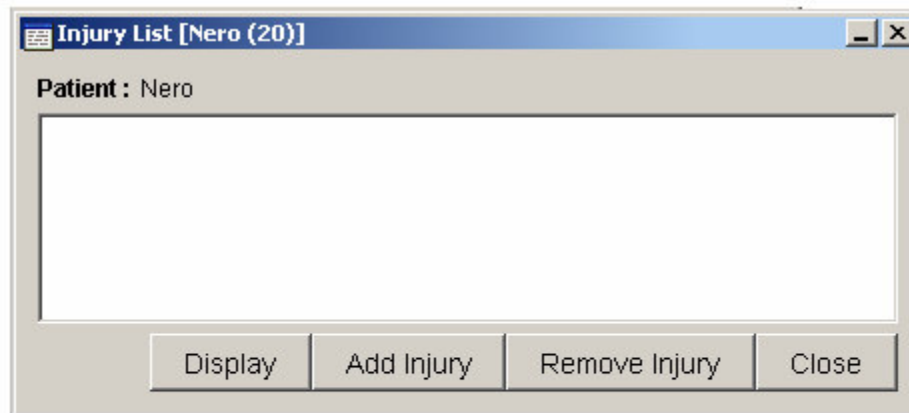 Injury List [Nero (20)]
Patient : Nero
Display Add Injury Remove Injury Close